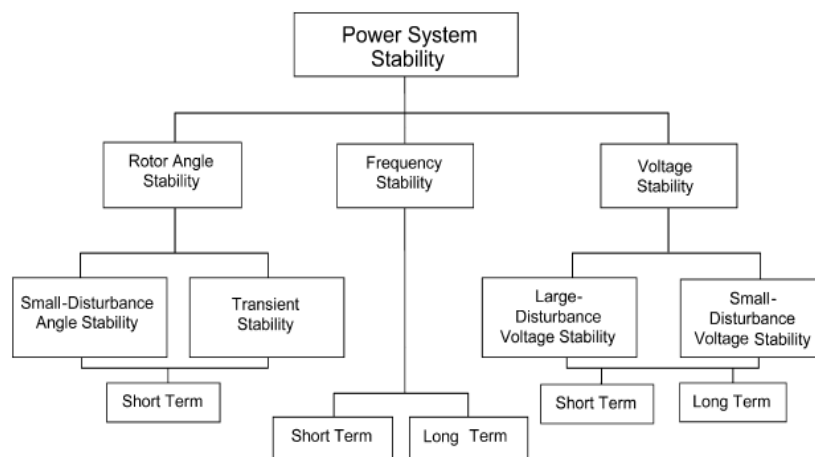 Power System
Stability
Rotor Angle
Stability
Frequency
Stability
Voltage
Stability
Small-Disturbance
Angle Stability
Transient
Stability
Large-
Disturbance
Voltage Stability
Small-
Disturbance
Voltage Stability
Short Term
Short Term
Long Term
Short Term
Long Term